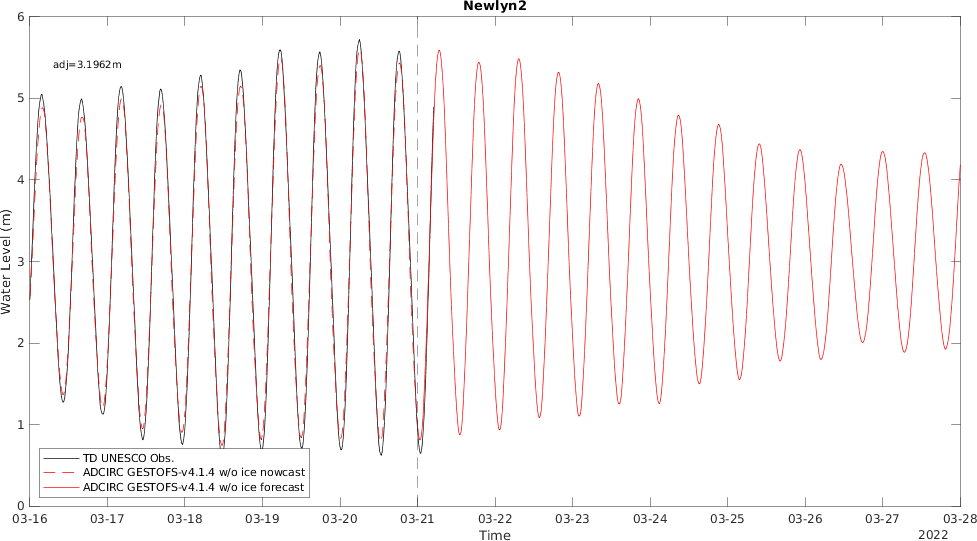 Newlyn2
adj=3.1962m
Water Level (m)
6
5
4
3
2
1
0
TD UNESCO Obs.
ADCIRC GESTOFS-v4.1.4 w/o ice nowcast
ADCIRC GESTOFS-v4.1.4 w/o ice forecast
03-16 03-17 03-18 03-19 03-20 03-21 03-22 03-23 03-24 03-25 03-26 03-27 03-28
Time
2022